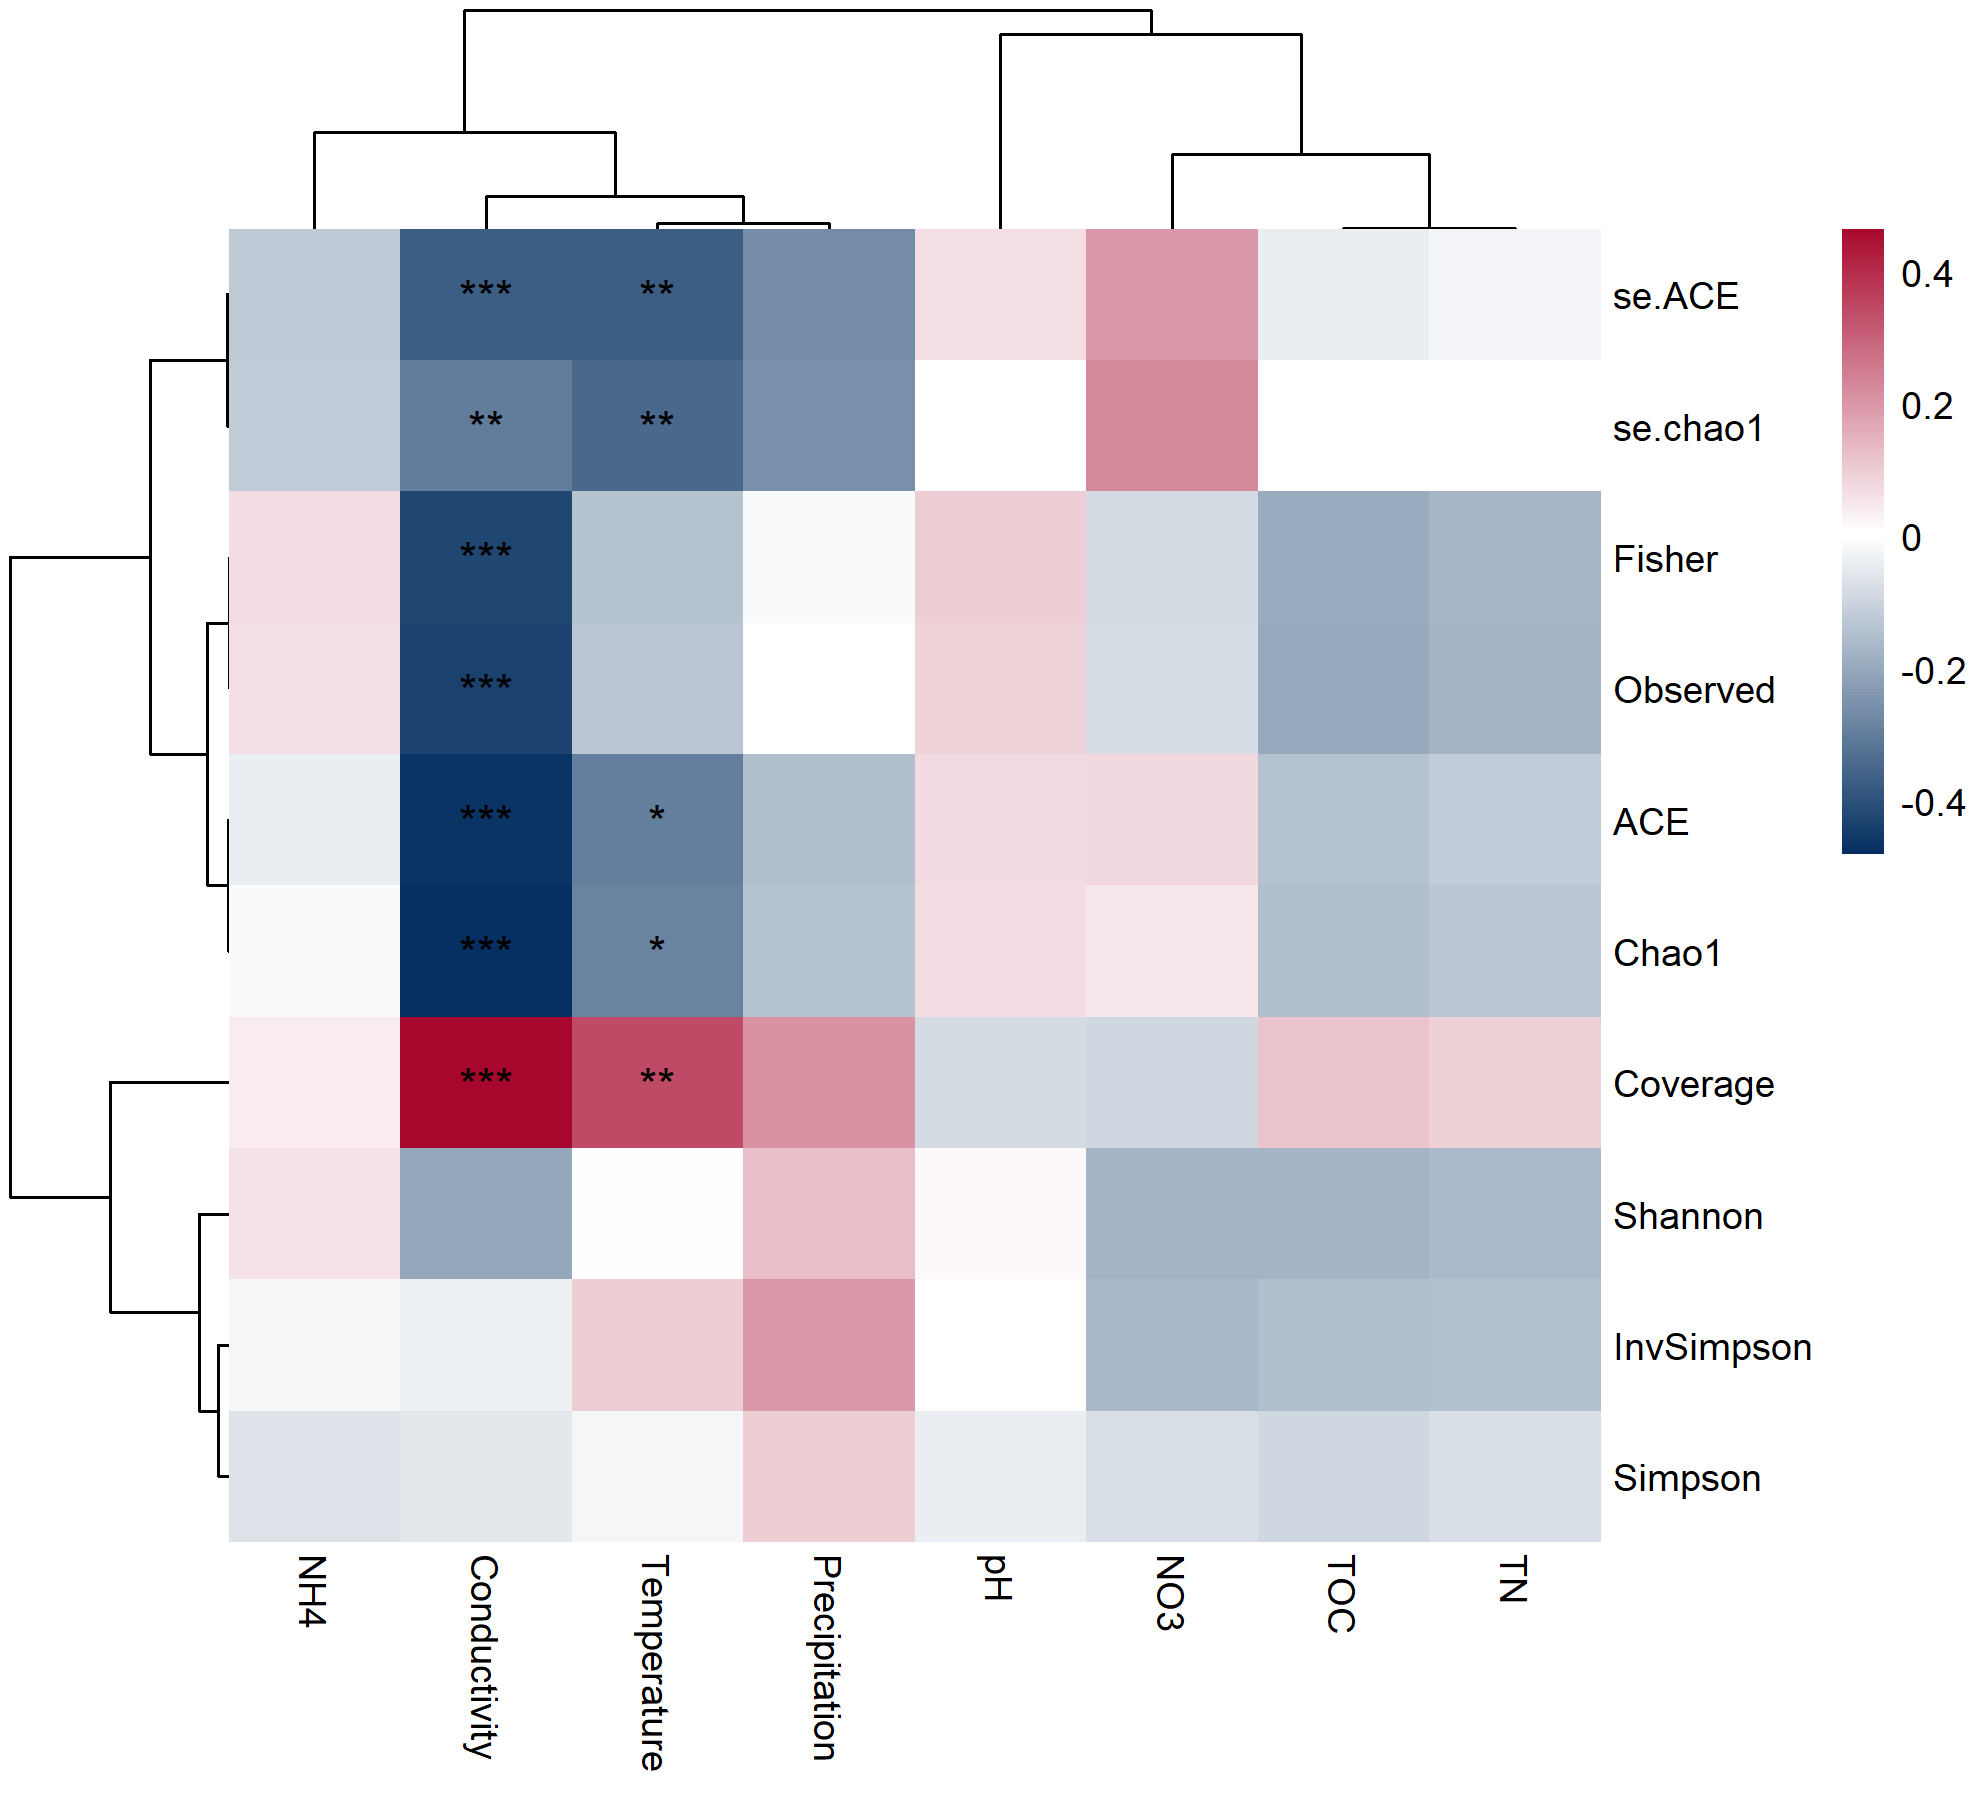 *** **
se.ACE
** **
se.chao1
***
Fisher
***
Observed
*** *
ACE
*** *
Chao1
*** **
Coverage
Shannon
InvSimpson
Simpson
0.4
0.2
0
-0.2
-0.4
NH4
Conductivity
Temperature
Precipitation
pH
NO3
TOC
TN